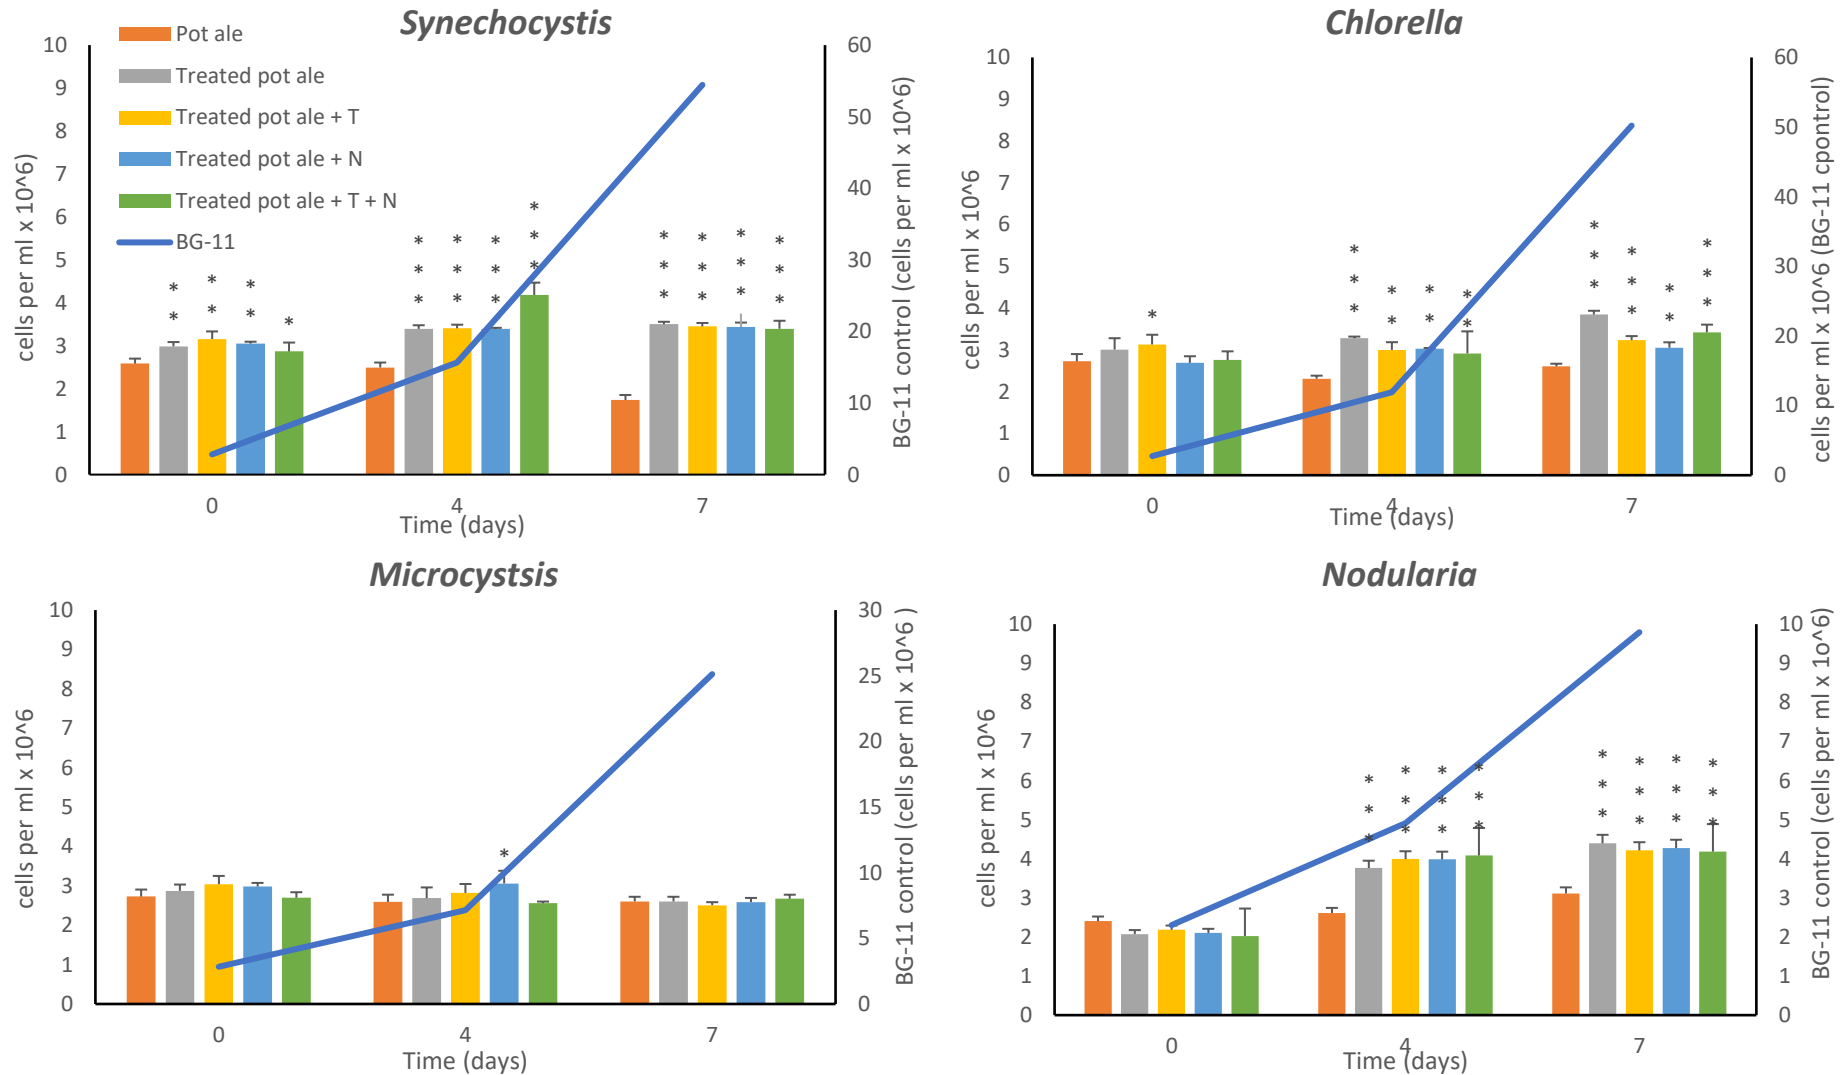 Synechocystis
Pot ale
Treated pot ale
Treated pot ale + T
Treated pot ale + N
Treated pot ale + T + N
BG-11
cells per ml x 10^6)
10
9
8
7
6
5
4
3
2
1
0
* *
* *
* *
*
* * *
* * *
* * *
* * *
* * *
* * *
* * *
* * *
60
50
40
30
20
10
0
BG-11 control (cells per ml x 10^6)
0 4 7
Time (days)
Chlorella
cells per ml x 10^6
10
9
8
7
6
5
4
3
2
1
0
*
* * *
* *
* *
* *
* * *
* * *
* *
* * *
60
50
40
30
20
10
0
cells per ml x 10^6 (BG-11 cpontrol)
0 4 7
Time (days)
Microcystsis
cells per ml x 10^6
10
9
8
7
6
5
4
3
2
1
0
*
30
25
20
15
10
5
0
BG-11 control (cells per ml x 10^6 )
0 4 7
Time (days)
Nodularia
cells per ml x 10^6
10
9
8
7
6
5
4
3
2
1
0
* * *
* * *
* * *
* * *
* * *
* * *
* * *
* * *
10
9
8
7
6
5
4
3
2
1
0
BG-11 control (cells per ml x 1o^6)
0 4 7
Time (days)